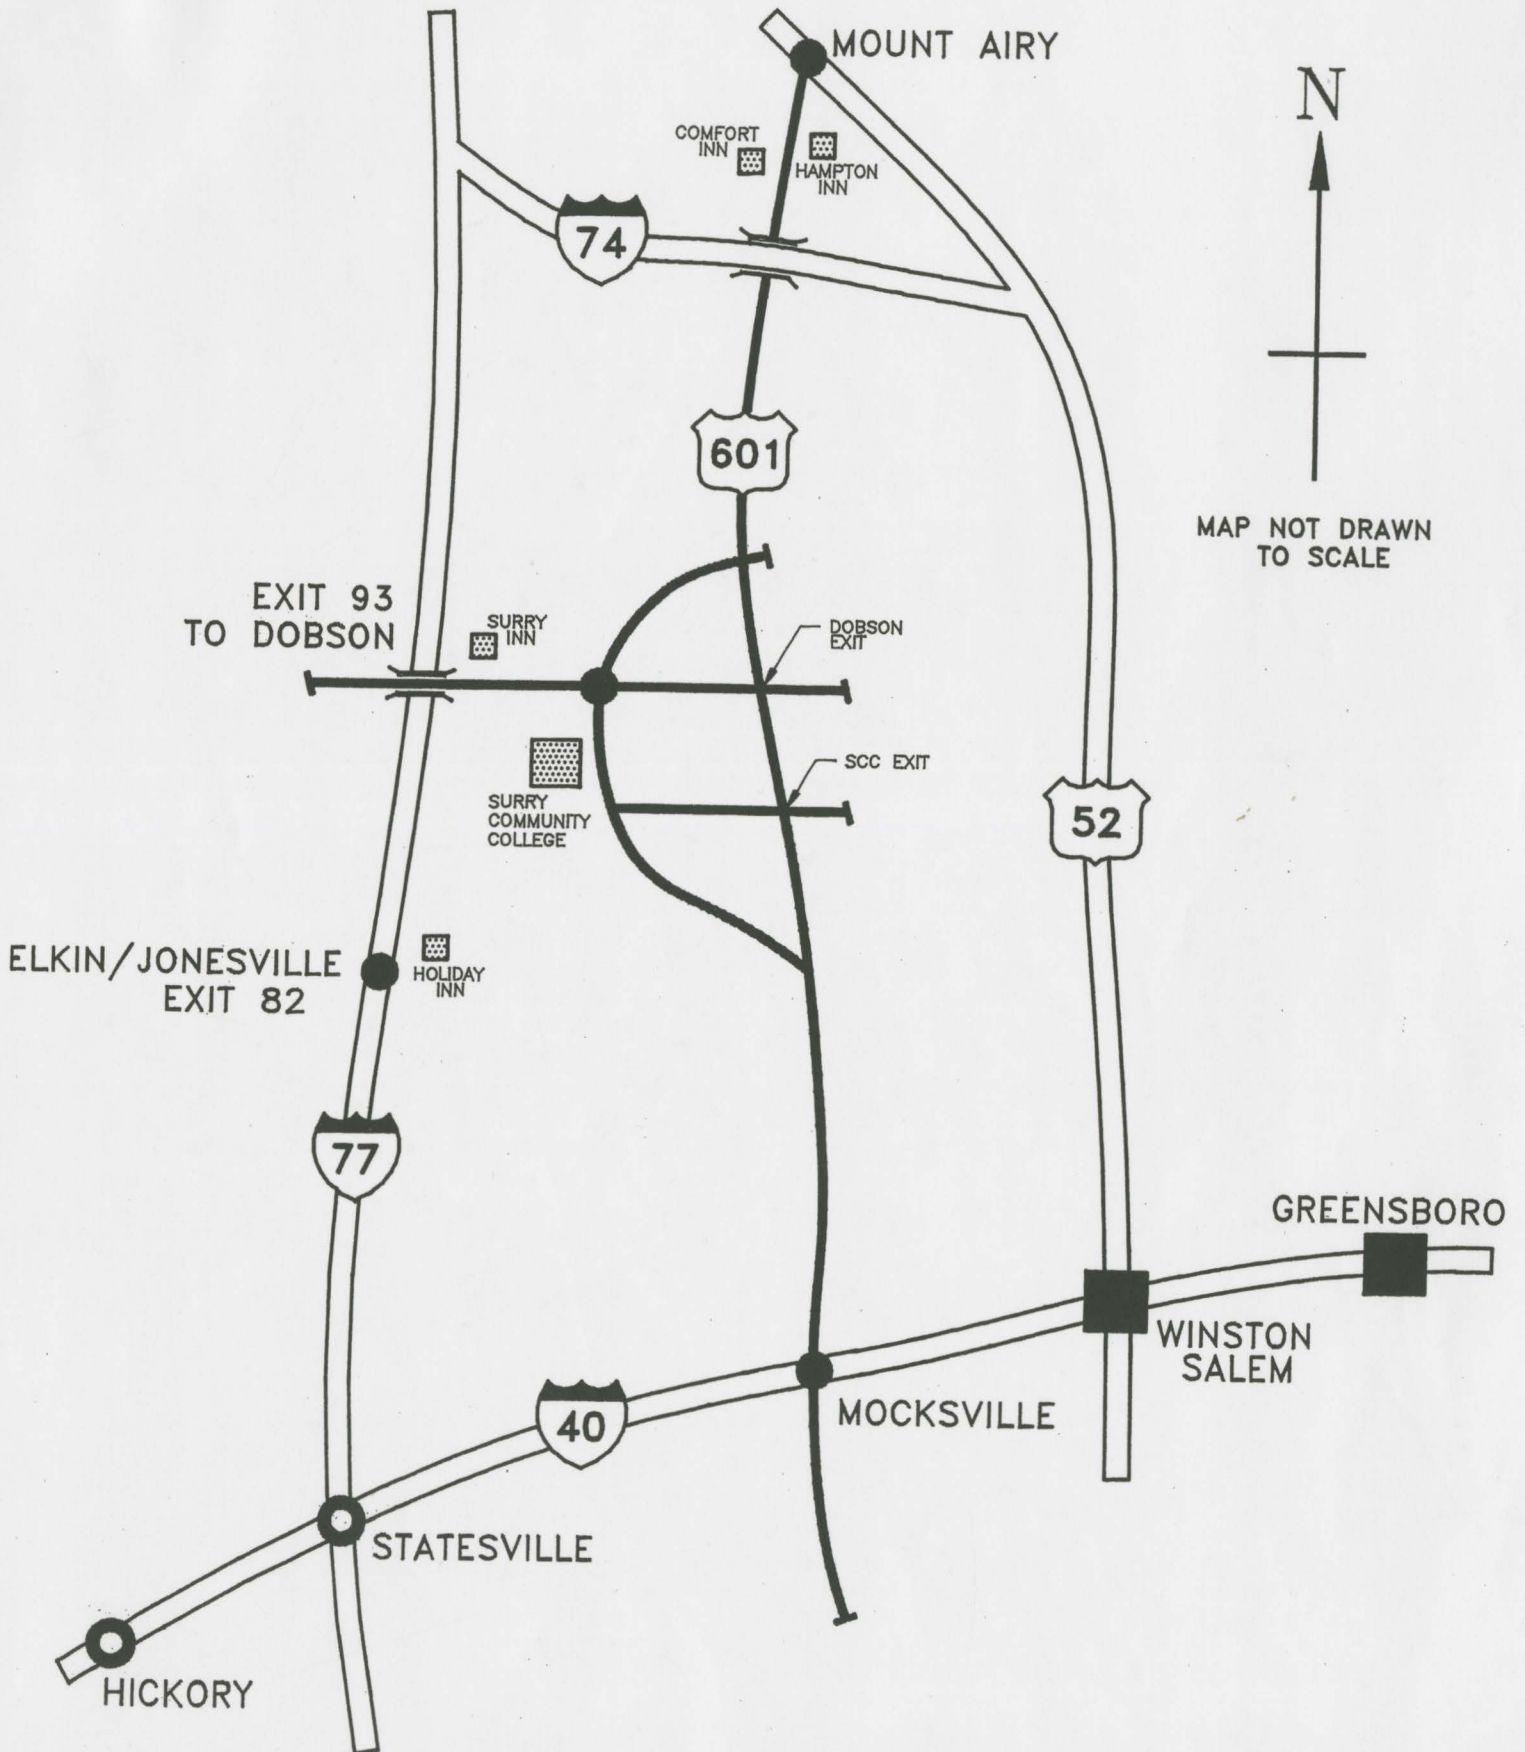 MOUNT AIRY
N
COMFORT
INN
HAMPTON
INN
74
601
MAP NOT DRAWN
TO SCALE
EXIT 93
TO DOBSON
SURRY
INN
DOBSON
EXIT
SCC EXIT
SURRY
COMMUNITY
COLLEGE
52
ELKIN/JONESVILLE
EXIT 82
HOLIDAY
INN
77
GREENSBORO
WINSTON
SALEM
40
MOCKSVILLE
STATESVILLE
HICKORY